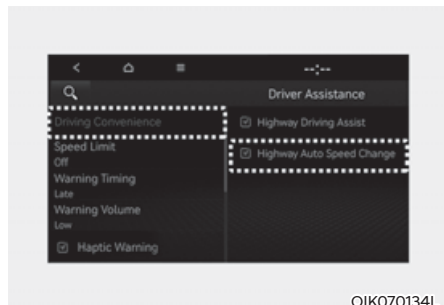 --:--
Driver Assistance
Driving Convenience
Speed Limit
Off
Warning Timing
Late
Warning Volume
Low
Haptic Warning
Highway Driving Assist
Highway Auto Speed Change
OIK070134L